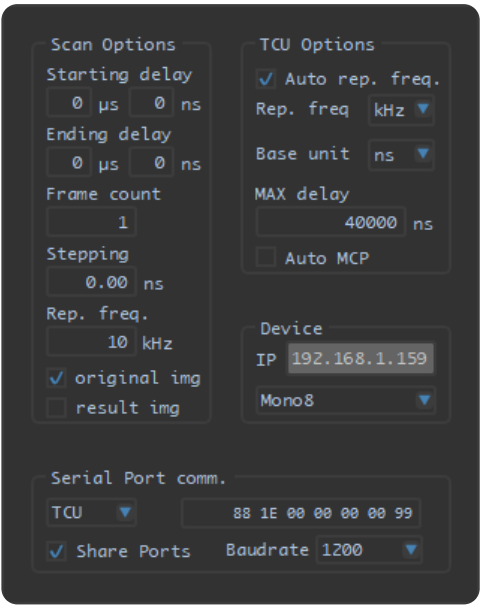 Scan Options
Starting delay
0 µs 0 ns
Ending delay
0 µs 0 ns
Frame count
1
Stepping
0.00 ns
Rep. freq.
10 kHz
original img
result img
TCU Options
Auto rep. freq.
Rep. freq kHz
Base unit ns
MAX delay
40000 ns
Auto MCP
Device
IP 192.168.1.159
Mono8
Serial Port comm.
TCU 88 1E 00 00 00 00 99
Share Ports Baudrate 1200